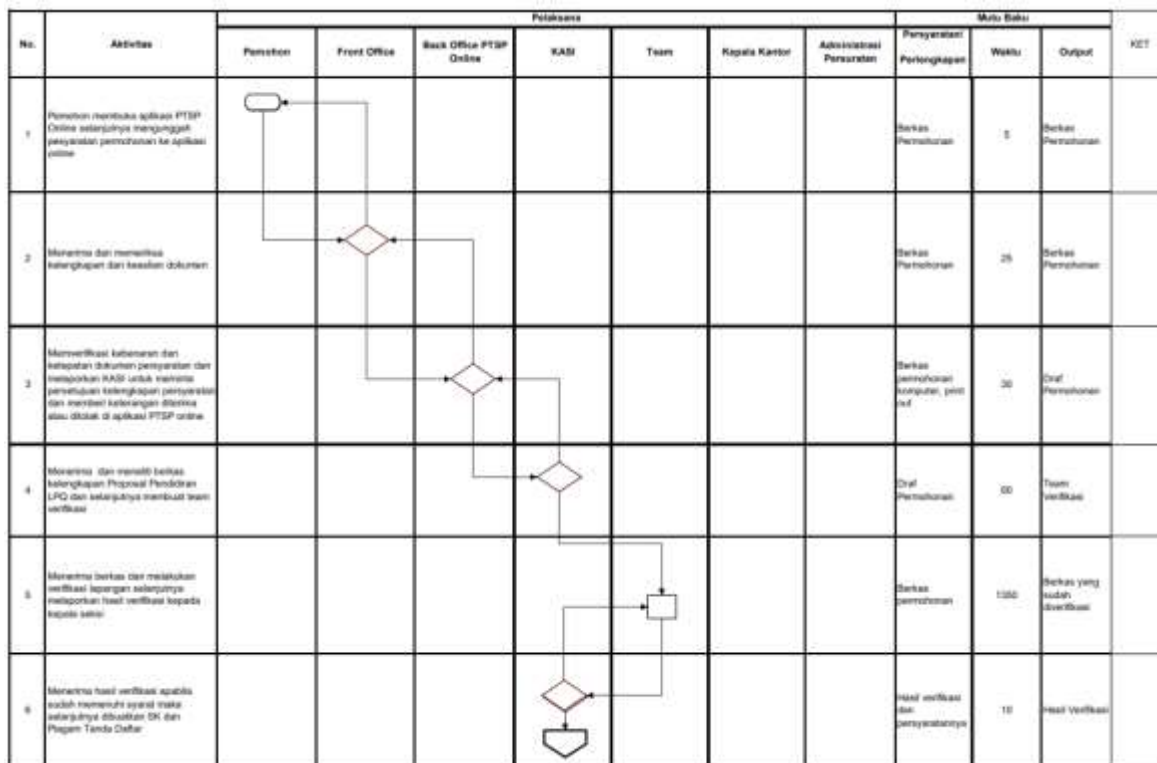 Pelaksana
Mutu Baku
No.
Aktivitas
Pemohon
Front Office
Back Office PTSP
Online
KASI
Team
Kepala Kantor
Administrasi
Persuratan
Persyaratan/
Perlengkapan
Waktu
Output
KET
1
Pemohon membuka aplikasi PTSP
Online selanjutnya mengunggah
persyaratan permohonan ke aplikasi
online
Berkas
Permohonan
5
Berkas
Permohonan
2
Menerima dan memeriksa
kelengkapan dan keaslian dokumen
Berkas
Permohonan
25
Berkas
Permohonan
3
Memverifikasi kebenaran dan
ketepatan dokumen persyaratan dan
melaporkan KASI untuk meminta
persetujuan kelengkapan persyaratan
dan memberi keterangan diterima
atau ditolak di aplikasi PTSP online
Berkas
permohonan
komputer, print
out
30
Draf
Permohonan
4
Menerima dan meneliti berkas
kelengkapan Proposal Pendidiran
LPQ dan selanjutnya membuat team
verifikasi
Draf
Permohonan
60
Team
Verifikasi
5
Menerima berkas dan melakukan
verifikasi lapangan selanjutnya
melaporkan hasil verifikasi kepada
kepala seksi
Berkas
permohonan
1350
Berkas yang
sudah
diverifikasi
6
Menerima hasil verifikasi apabila
sudah memenuhi syarat maka
selanjutnya dibuatkan SK dan
Piagam Tanda Daftar
Hasil verifikasi
dan
persyaratannya
10
Hasil Verifikasi